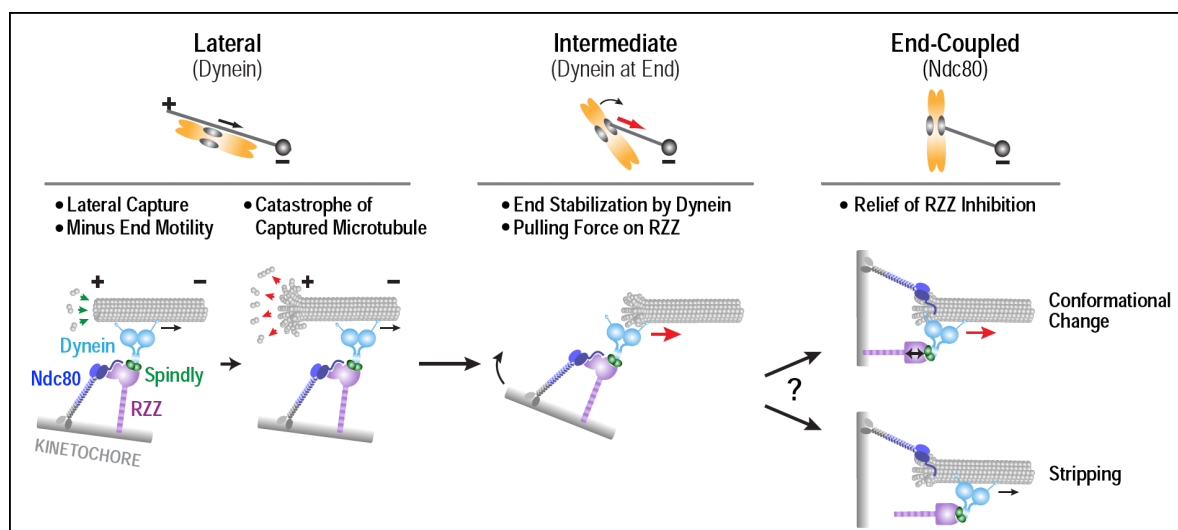 Lateral
(Dynein)
Intermediate
(Dynein at End)
End-Coupled
(Ndc80)
+
−
−
−
• Lateral Capture
• Minus End Motility
• Catastrophe of
Captured Microtubule
• End Stabilization by Dynein
• Pulling Force on RZZ
• Relief of RZZ Inhibition
+
−
+
−
Dynein
Ndc80
Spindly
RZZ
KINETOCHORE
?
Conformational
Change
Stripping